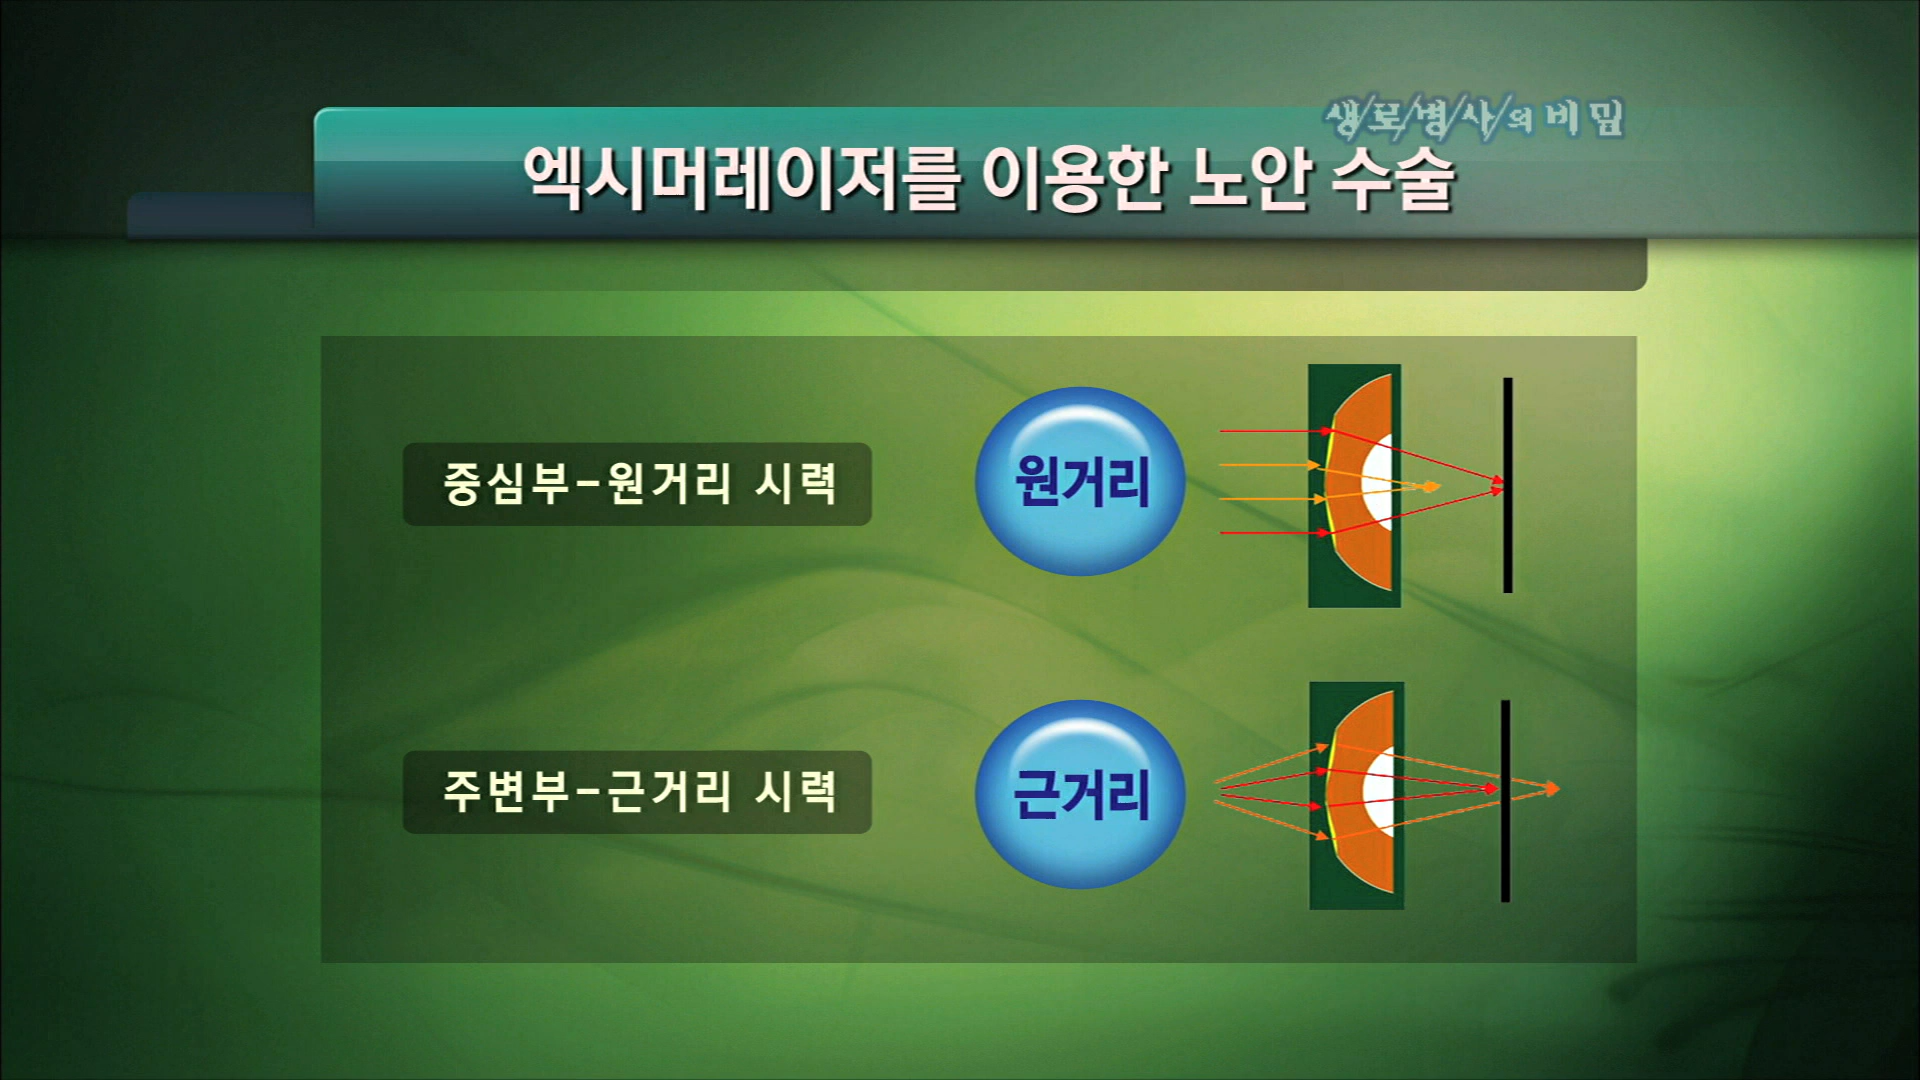 생/로/병/사/의 비밀
엑시머레이저를 이용한 노안 수술
중심부-원거리 시력
원거리
주변부-근거리 시력
근거리